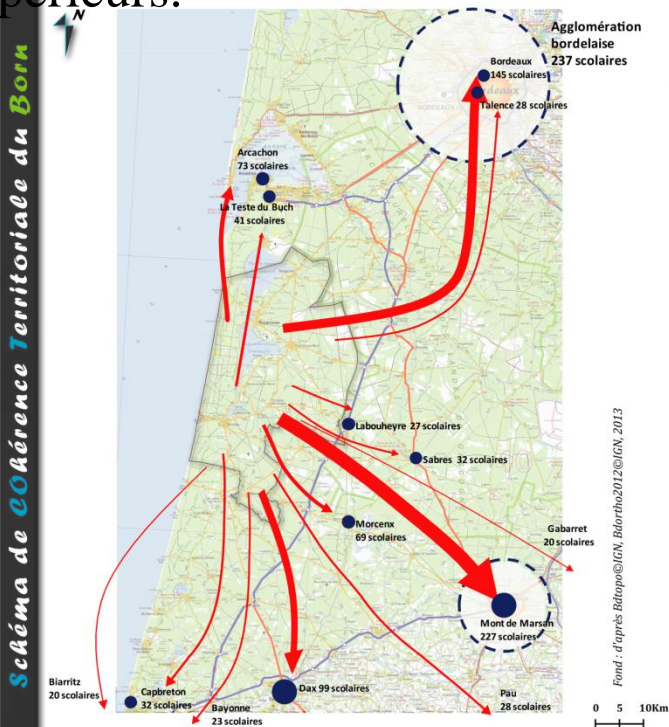 périeurs.
Schéma de COhérence Territoriale du Born
N
Agglomération
bordelaise
237 scolaires
Bordeaux
145 scolaires
Talence 28 scolaires
Arcachon
73 scolaires
La Teste du Buch
41 scolaires
Labouheyre 27 scolaires
Sabres 32 scolaires
Morcenx
69 scolaires
Gabarret
20 scolaires
Mont de Marsan
227 scolaires
Biarritz
20 scolaires
Capbreton
32 scolaires
Bayonne
23 scolaires
Dax 99 scolaires
Pau
28 scolaires
Fond : d'après Bdtopo©IGN, Bdortho2012©IGN, 2013
0 5 10Km